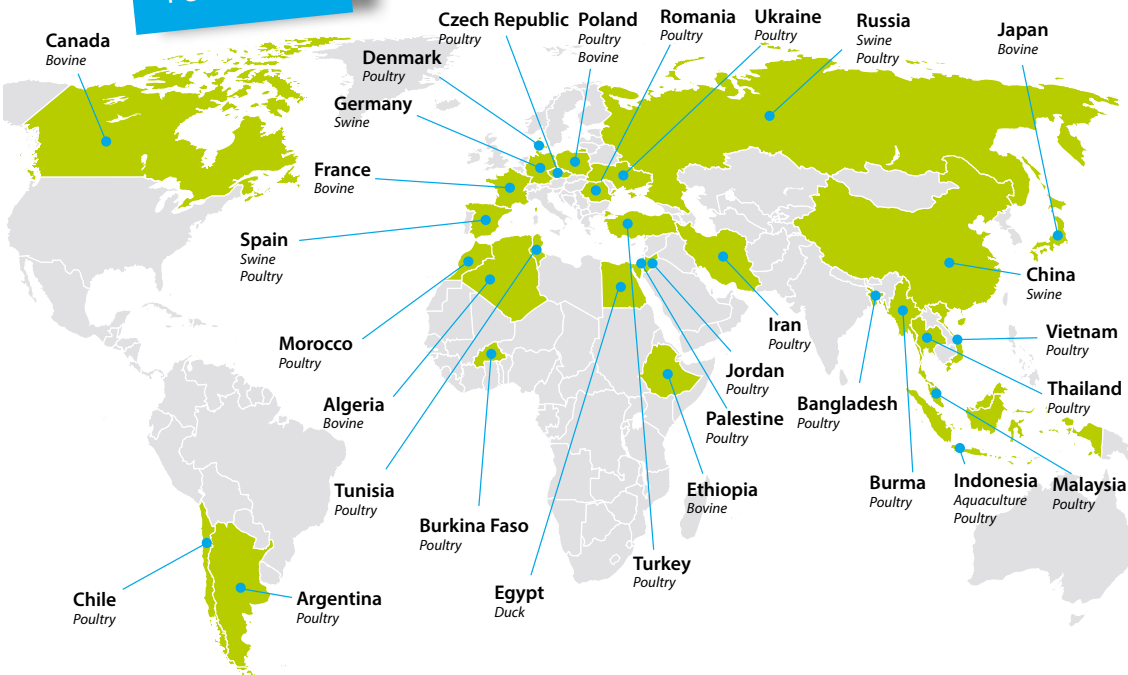 Canada
Bovine
Czech Republic
Poultry
Poland
Poultry
Bovine
Romania
Poultry
Ukraine
Poultry
Russia
Swine
Poultry
Japan
Bovine
Denmark
Poultry
Germany
Swine
France
Bovine
Spain
Swine
Poultry
China
Swine
Morocco
Poultry
Iran
Poultry
Vietnam
Poultry
Jordan
Poultry
Thailand
Poultry
Algeria
Bovine
Bangladesh
Poultry
Palestine
Poultry
Tunisia
Poultry
Ethiopia
Bovine
Burma
Poultry
Indonesia
Aquaculture
Poultry
Malaysia
Poultry
Burkina Faso
Poultry
Turkey
Poultry
Egypt
Duck
Chile
Poultry
Argentina
Poultry